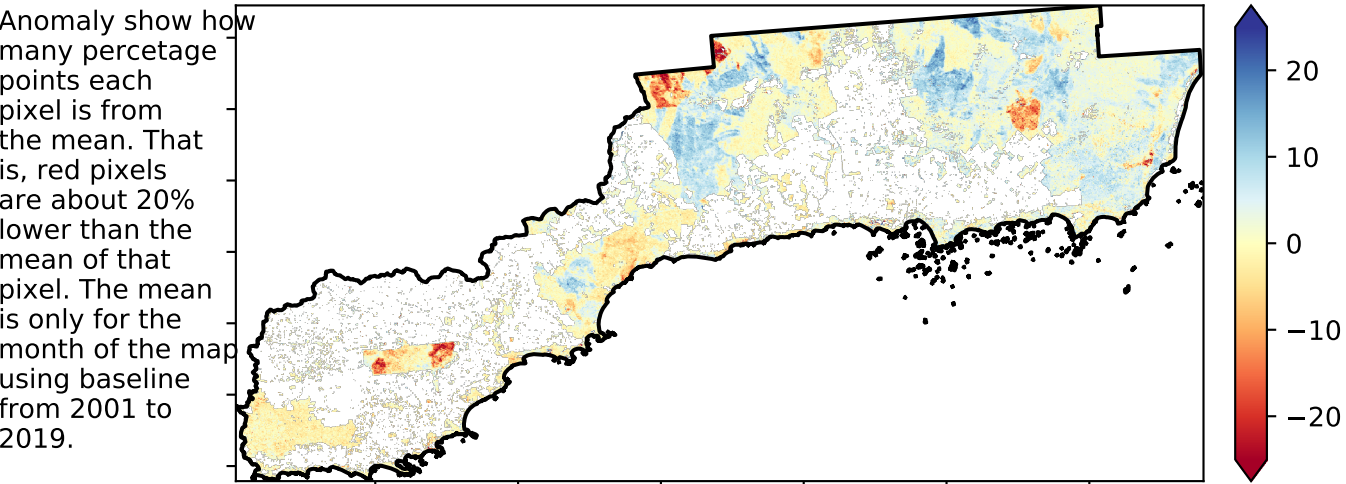 Anomaly show how
many percetage
points each
pixel is from
the mean. That
is, red pixels
are about 20%
lower than the
mean of that
pixel. The mean
is only for the
month of the map
using baseline
from 2001 to
2019.
20
10
0
−10
−20